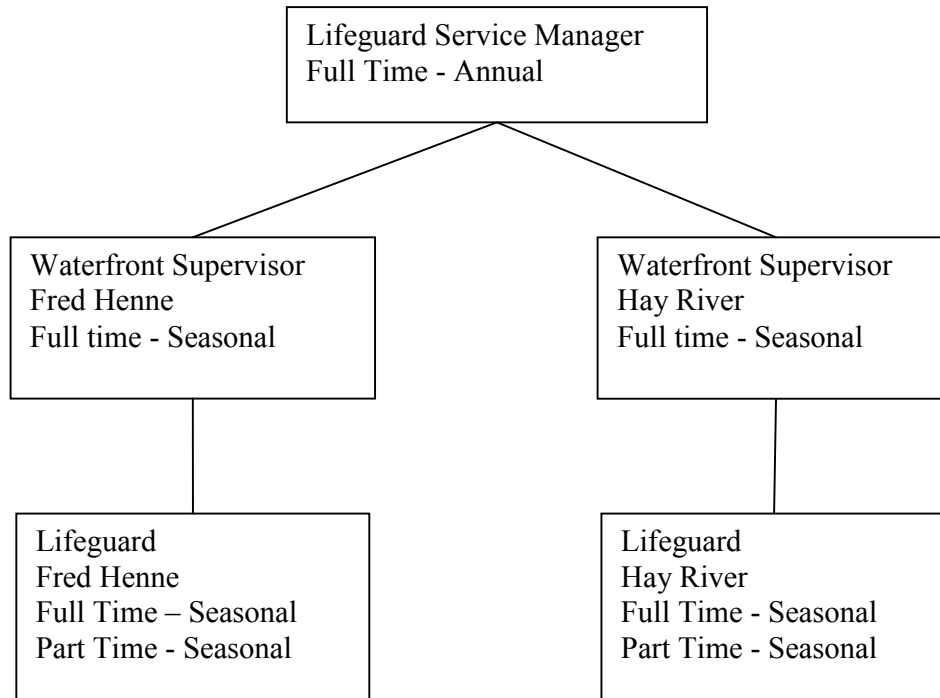 Lifeguard Service Manager
Full Time - Annual
Waterfront Supervisor
Fred Henne
Full time - Seasonal
Waterfront Supervisor
Hay River
Full time - Seasonal
Lifeguard
Fred Henne
Full Time – Seasonal
Part Time - Seasonal
Lifeguard
Hay River
Full Time - Seasonal
Part Time - Seasonal